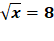 √x = 8